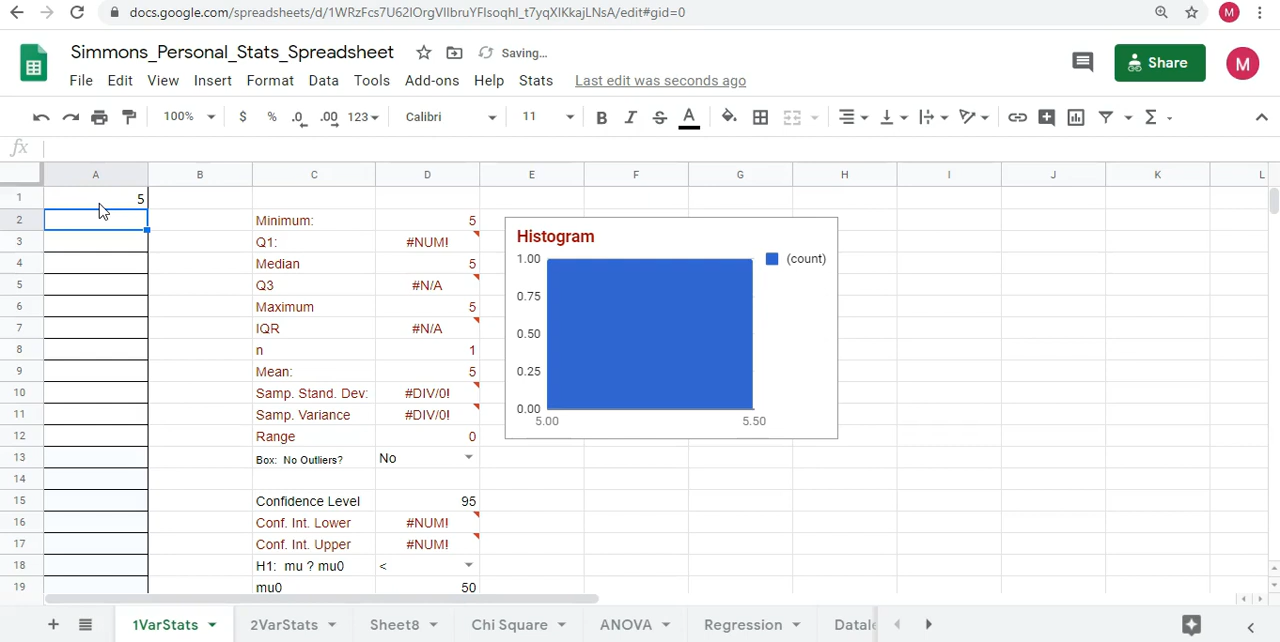 docs.google.com/spreadsheets/d/1WRzFcs7U62IOrgVIlbruYFIsoqhI_t7yqXIKkajLNsA/edit#gid=0
M
Simmons_Personal_Stats_Spreadsheet Saving...
File Edit View Insert Format Data Tools Add-ons Help Stats Last edit was seconds ago
Share
M
100% $ % .0 .00 123 Calibri 11 B I S A Σ
fx
A B C D E F G H I J K L
1 5
2 Minimum: 5
3 Q1: #NUM!
4 Median 5
5 Q3 #N/A
6 Maximum 5
7 IQR #N/A
8 n 1
9 Mean: 5
10 Samp. Stand. Dev: #DIV/0!
11 Samp. Variance #DIV/0!
12 Range 0
13 Box: No Outliers? No
14
15 Confidence Level 95
16 Conf. Int. Lower #NUM!
17 Conf. Int. Upper #NUM!
18 H1: mu ? mu0 <
19 mu0 50
Histogram
1.00
0.75
0.50
0.25
0.00
5.00 5.50
(count)
1VarStats 2VarStats Sheet8 Chi Square ANOVA Regression Datal